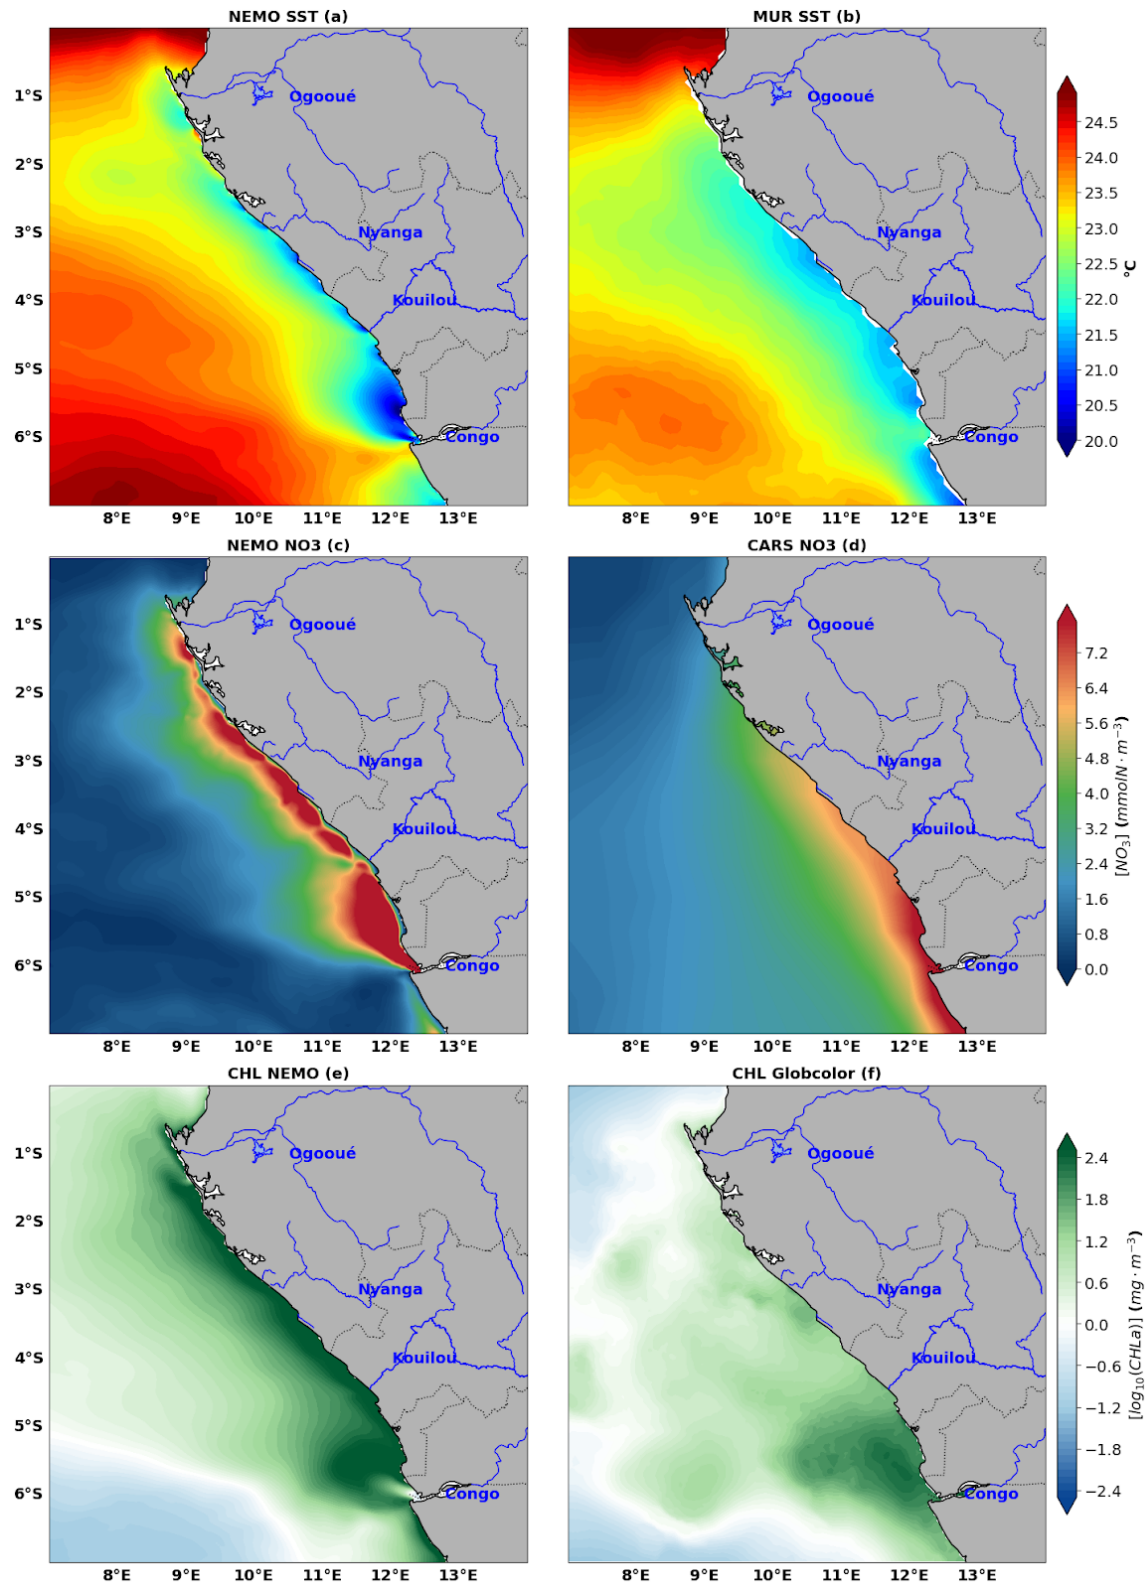 NEMO SST (a)
MUR SST (b)
1°S
2°S
3°S
4°S
5°S
6°S
Ogooué
Nyanga
Kouilou
Congo
Ogooué
Nyanga
Kouilou
Congo
24.5
24.0
23.5
23.0
22.5
22.0
21.5
21.0
20.5
20.0
°C
8°E 9°E 10°E 11°E 12°E 13°E
8°E 9°E 10°E 11°E 12°E 13°E
NEMO NO3 (c)
CARS NO3 (d)
1°S
2°S
3°S
4°S
5°S
6°S
Ogooué
Nyanga
Kouilou
Congo
Ogooué
Nyanga
Kouilou
Congo
7.2
6.4
5.6
4.8
4.0
3.2
2.4
1.6
0.8
0.0
[NO₃] (mmolN · m⁻³)
8°E 9°E 10°E 11°E 12°E 13°E
8°E 9°E 10°E 11°E 12°E 13°E
CHL NEMO (e)
CHL Globcolor (f)
1°S
2°S
3°S
4°S
5°S
6°S
Ogooué
Nyanga
Kouilou
Congo
Ogooué
Nyanga
Kouilou
Congo
2.4
1.8
1.2
0.6
0.0
−0.6
−1.2
−1.8
−2.4
[log₁₀(CHLa)] (mg · m⁻³)
8°E 9°E 10°E 11°E 12°E 13°E
8°E 9°E 10°E 11°E 12°E 13°E